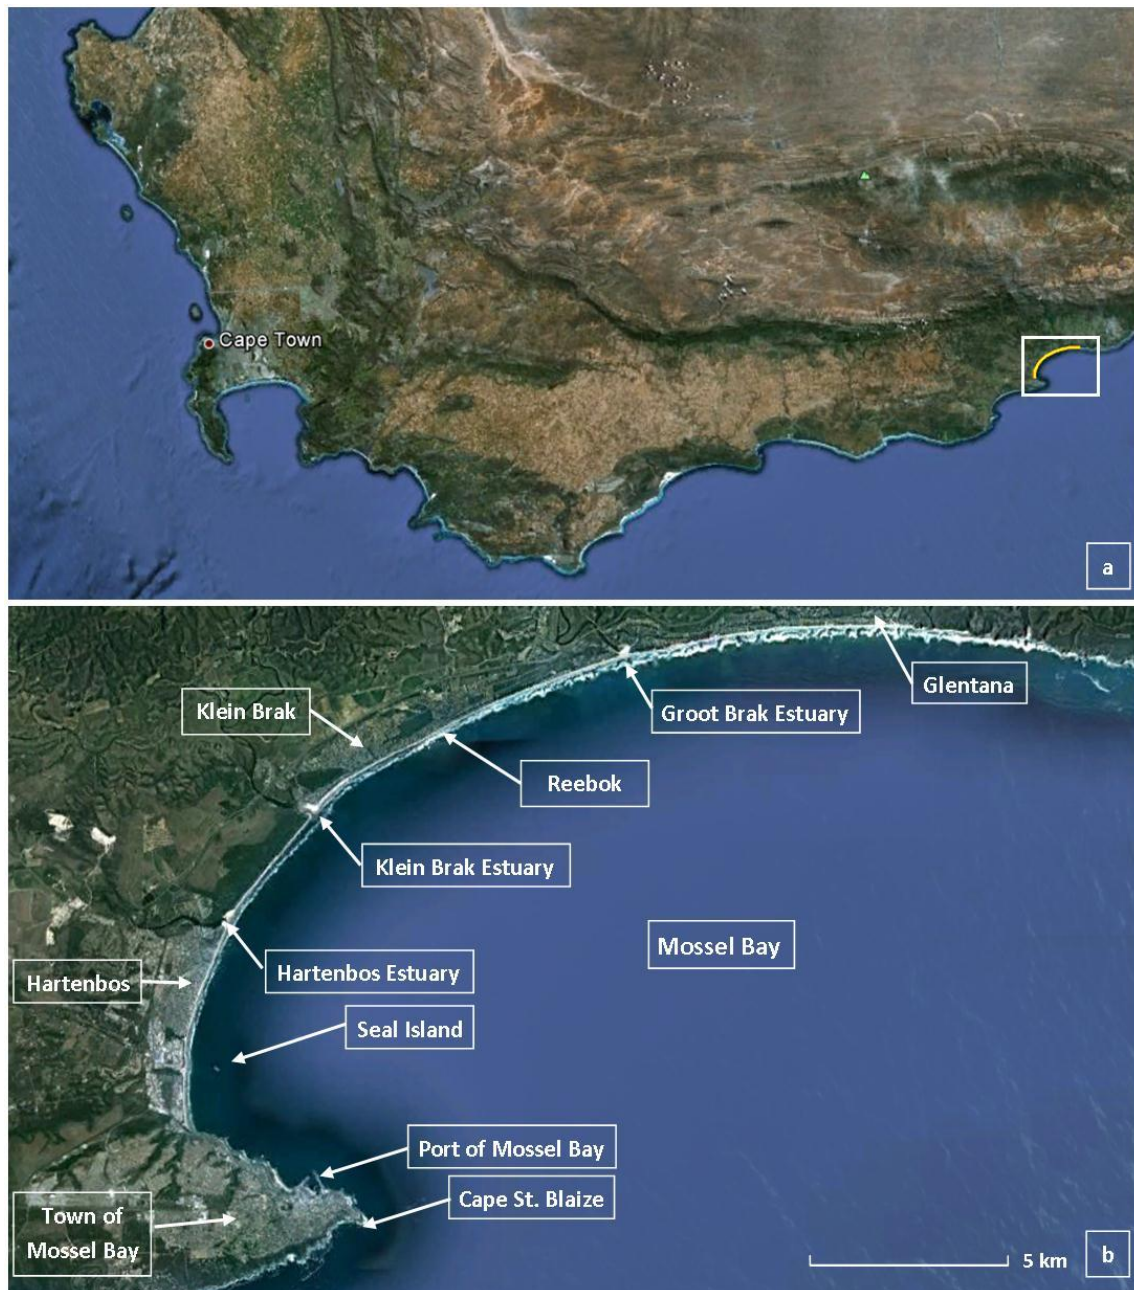 Cape Town
a
Glentana
Klein Brak
Groot Brak Estuary
Reebok
Klein Brak Estuary
Mossel Bay
Hartenbos Estuary
Hartenbos
Seal Island
Port of Mossel Bay
Cape St. Blaize
Town of
Mossel Bay
5 km
b